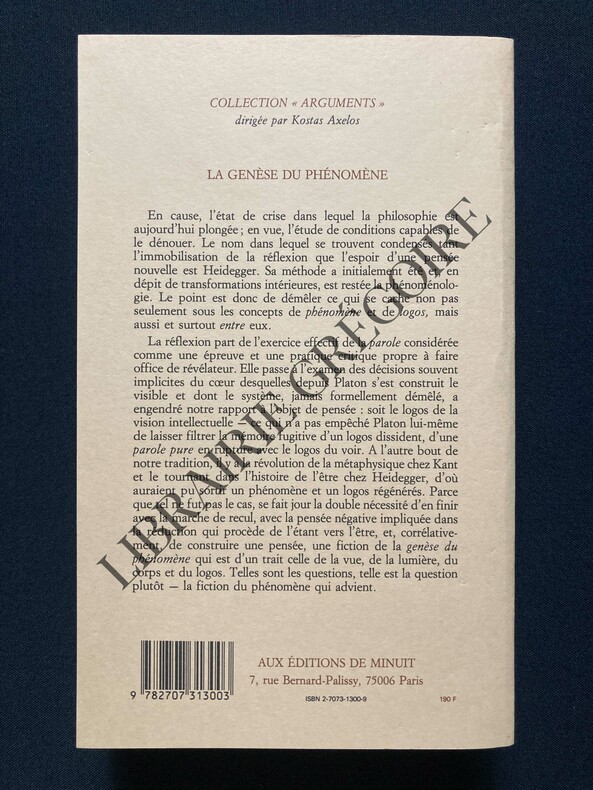 COLLECTION « ARGUMENTS »
dirigée par Kostas Axelos
LA GENÈSE DU PHÉNOMÈNE
En cause, l'état de crise dans lequel la philosophie est
aujourd'hui plongée ; en vue, l'étude de conditions capables de
le dénouer. Le nom dans lequel se trouvent condensés tant
l'immobilisation de la réflexion que l'espoir d'une pensée
nouvelle est Heidegger. Sa méthode a initialement été et, en
dépit de transformations intérieures, est restée la phénoménolo-
gie. Le point est donc de démêler ce qui se cache non pas
seulement sous les concepts de phénomène et de logos, mais
aussi et surtout entre eux.
La réflexion part de l'exercice effectif de la parole considérée
comme une épreuve et une pratique critique propre à faire
office de révélateur. Elle passe à l'examen des décisions souvent
implicites du cœur desquelles depuis Platon s'est construit le
visible et dont le système, jamais formellement démêlé, a
engendré notre rapport à l'objet de pensée : soit le logos de la
vision intellectuelle — ce qui n'a pas empêché Platon lui-même
de laisser filtrer la mémoire fugitive d'un logos dissident, d'une
parole pure en rupture avec le logos du voir. A l'autre bout de
notre tradition, il y a la révolution de la métaphysique chez Kant
et le tournant dans l'histoire de l'être chez Heidegger, d'où
auraient pu sortir un phénomène et un logos régénérés. Parce
que tel ne fut pas le cas, se fait jour la double nécessité d'en finir
avec la marche de recul, avec la pensée négative impliquée dans
la réduction qui procède de l'étant vers l'être, et, corrélative-
ment, de construire une pensée, une fiction de la genèse du
phénomène qui est d'un trait celle de la vue, de la lumière, du
corps et du logos. Telles sont les questions, telle est la question
plutôt — la fiction du phénomène qui advient.
LIBRAIRIE GRÉGOIRE
9 782707 313003
AUX ÉDITIONS DE MINUIT
7, rue Bernard-Palissy, 75006 Paris
ISBN 2-7073-1300-9
190 F